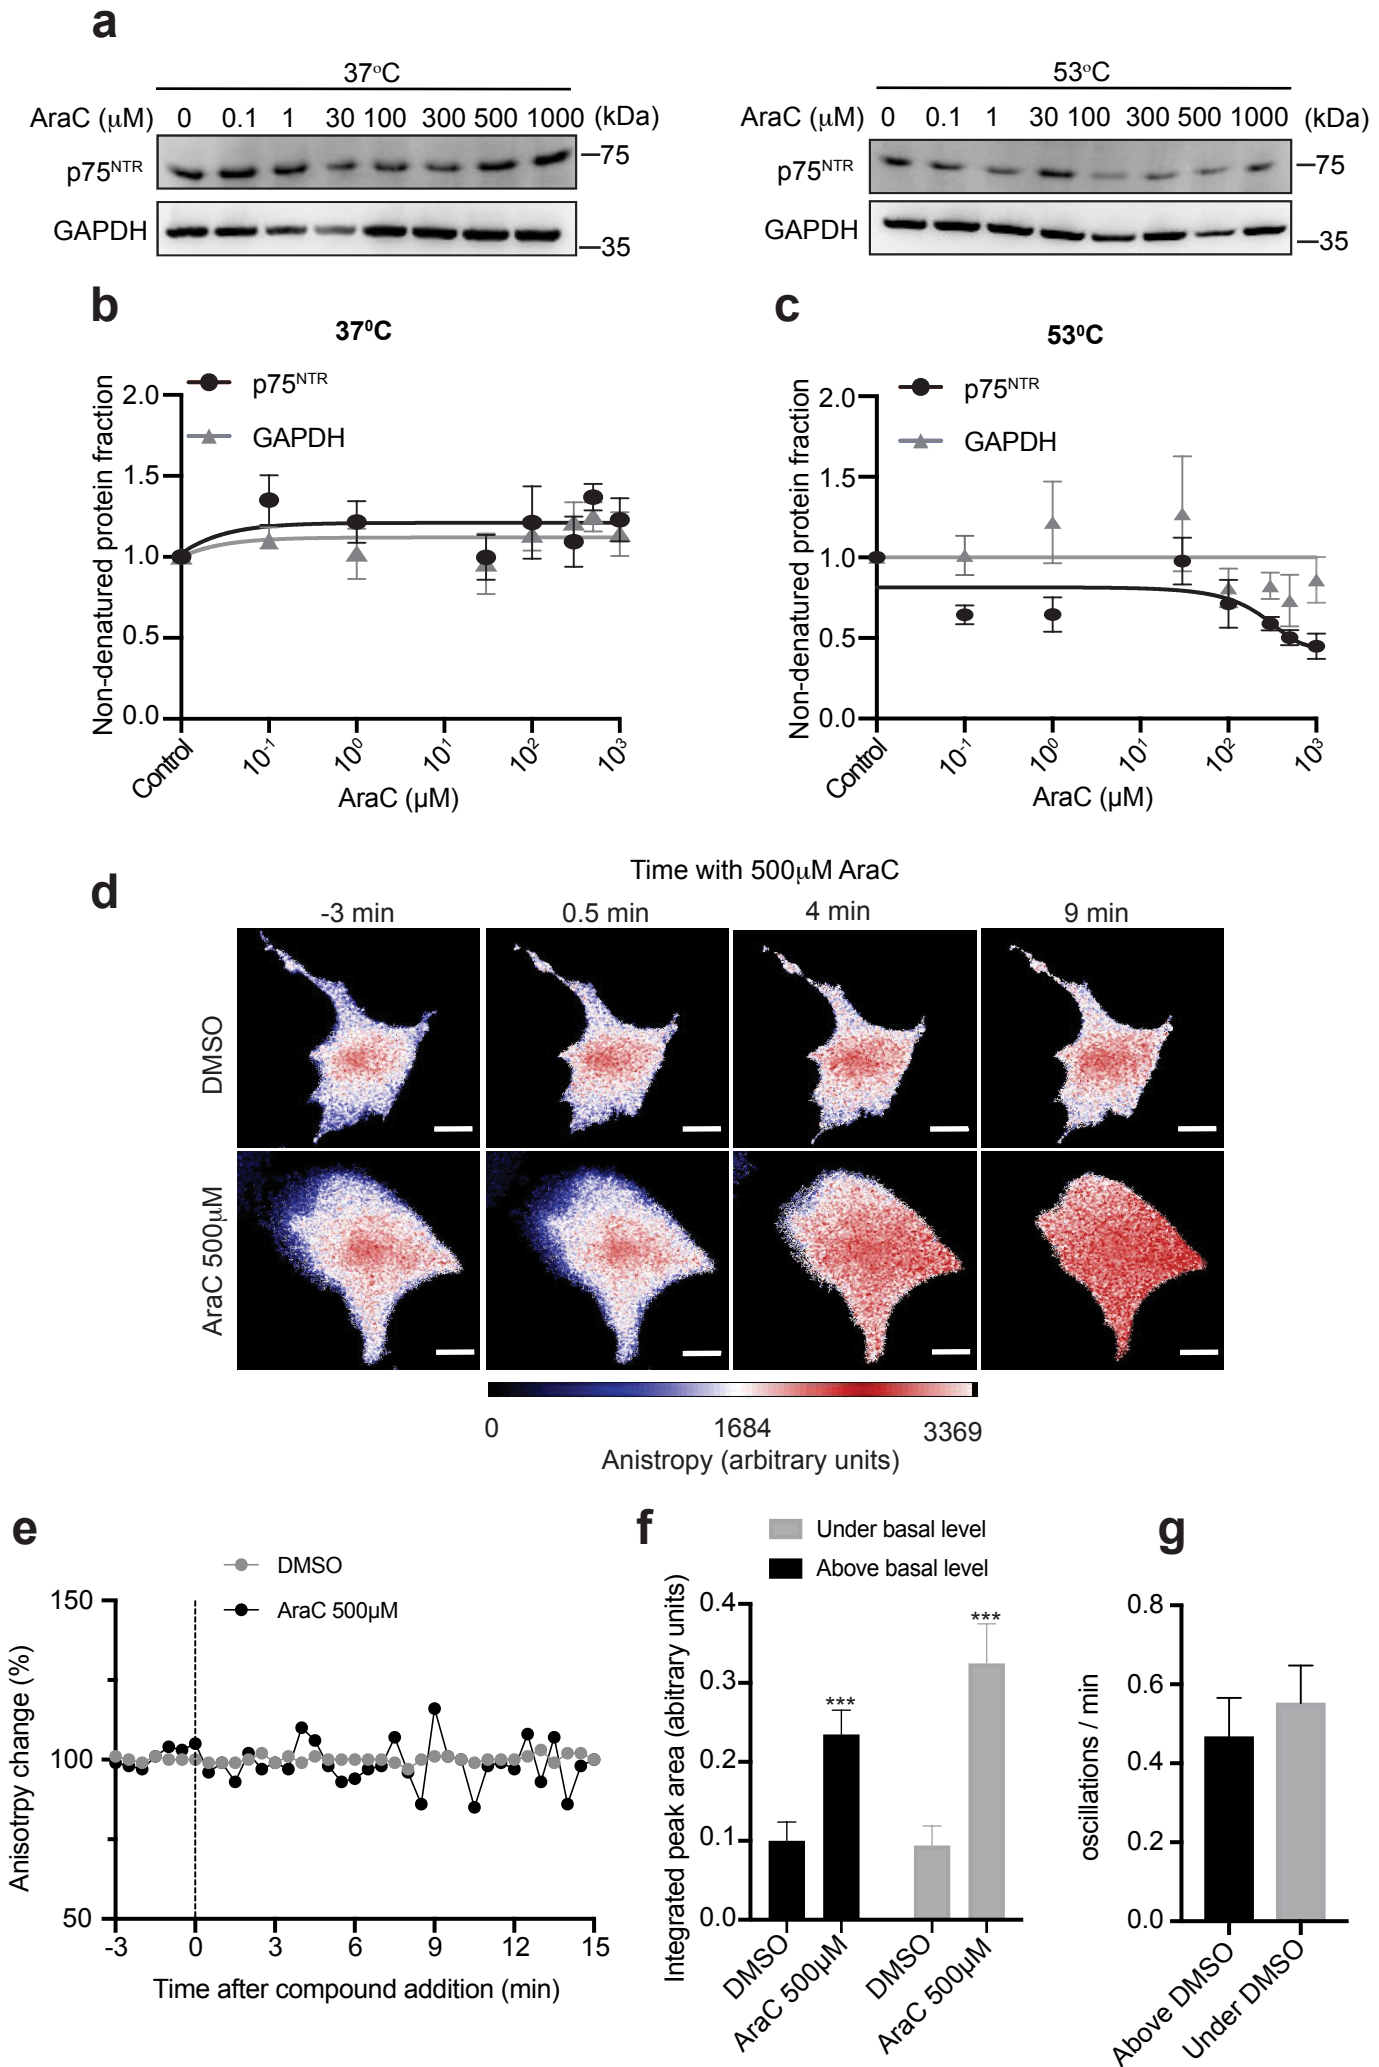 a
37°C
AraC (μM) 0 0.1 1 30 100 300 500 1000 (kDa)
p75NTR
75
GAPDH
35
53°C
AraC (μM) 0 0.1 1 30 100 300 500 1000 (kDa)
p75NTR
75
GAPDH
35
b
37⁰C
p75NTR
GAPDH
Non-denatured protein fraction
2.0
1.5
1.0
0.5
0.0
Control 10-1 100 101 102 103
AraC (μM)
c
53⁰C
p75NTR
GAPDH
Non-denatured protein fraction
2.0
1.5
1.0
0.5
0.0
Control 10-1 100 101 102 103
AraC (μM)
d
Time with 500μM AraC
-3 min 0.5 min 4 min 9 min
DMSO
AraC 500μM
0 1684 3369
Anistropy (arbitrary units)
e
DMSO
AraC 500μM
Anisotrpy change (%)
150
100
50
-3 0 3 6 9 12 15
Time after compound addition (min)
f
Under basal level
Above basal level
Integrated peak area (abitrary units)
0.4
0.3
0.2
0.1
0.0
***
***
DMSO AraC 500μM DMSO AraC 500μM
g
oscillations / min
0.8
0.6
0.4
0.2
0.0
Above DMSO Under DMSO